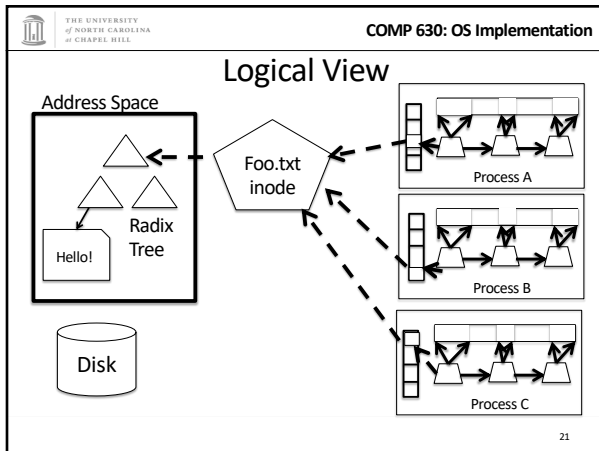 THE UNIVERSITY
of NORTH CAROLINA
at CHAPEL HILL
COMP 630: OS Implementation
Logical View
Address Space
Foo.txt
inode
Radix
Tree
Hello!
Disk
Process A
Process B
Process C
21